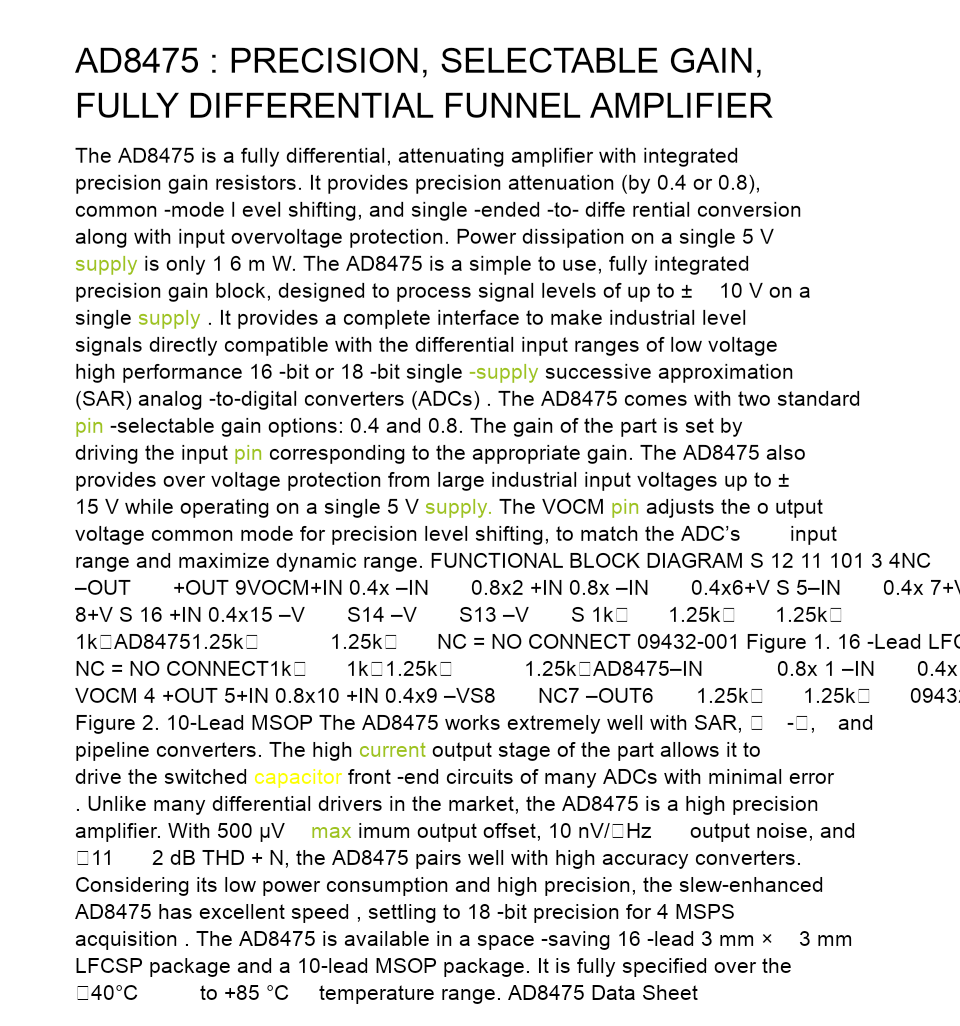 AD8475 : PRECISION, SELECTABLE GAIN,
FULLY DIFFERENTIAL FUNNEL AMPLIFIER
The AD8475 is a fully differential, attenuating amplifier with integrated
precision gain resistors. It provides precision attenuation (by 0.4 or 0.8),
common -mode l evel shifting, and single -ended -to- diffe rential conversion
along with input overvoltage protection. Power dissipation on a single 5 V
supply is only 1 6 m W. The AD8475 is a simple to use, fully integrated
precision gain block, designed to process signal levels of up to ± 10 V on a
single supply . It provides a complete interface to make industrial level
signals directly compatible with the differential input ranges of low voltage
high performance 16 -bit or 18 -bit single -supply successive approximation
(SAR) analog -to-digital converters (ADCs) . The AD8475 comes with two standard
pin -selectable gain options: 0.4 and 0.8. The gain of the part is set by
driving the input pin corresponding to the appropriate gain. The AD8475 also
provides over voltage protection from large industrial input voltages up to ±
15 V while operating on a single 5 V supply. The VOCM pin adjusts the o utput
voltage common mode for precision level shifting, to match the ADC’s input
range and maximize dynamic range. FUNCTIONAL BLOCK DIAGRAM S 12 11 101 3 4NC
–OUT +OUT 9VOCM+IN 0.4x –IN 0.8x2 +IN 0.8x –IN 0.4x6+V S 5–IN 0.4x 7+V
8+V S 16 +IN 0.4x15 –V S14 –V S13 –V S 1k□ 1.25k□ 1.25k□
1k□AD84751.25k□ 1.25k□ NC = NO CONNECT 09432-001 Figure 1. 16 -Lead LFC
NC = NO CONNECT1k□ 1k□1.25k□ 1.25k□AD8475–IN 0.8x 1 –IN 0.4x
VOCM 4 +OUT 5+IN 0.8x10 +IN 0.4x9 –VS8 NC7 –OUT6 1.25k□ 1.25k□ 0943
Figure 2. 10-Lead MSOP The AD8475 works extremely well with SAR, □ -□, and
pipeline converters. The high current output stage of the part allows it to
drive the switched capacitor front -end circuits of many ADCs with minimal error
. Unlike many differential drivers in the market, the AD8475 is a high precision
amplifier. With 500 μV max imum output offset, 10 nV/□Hz output noise, and
□11 2 dB THD + N, the AD8475 pairs well with high accuracy converters.
Considering its low power consumption and high precision, the slew-enhanced
AD8475 has excellent speed , settling to 18 -bit precision for 4 MSPS
acquisition . The AD8475 is available in a space -saving 16 -lead 3 mm × 3 mm
LFCSP package and a 10-lead MSOP package. It is fully specified over the
□40°C to +85 °C temperature range. AD8475 Data Sheet